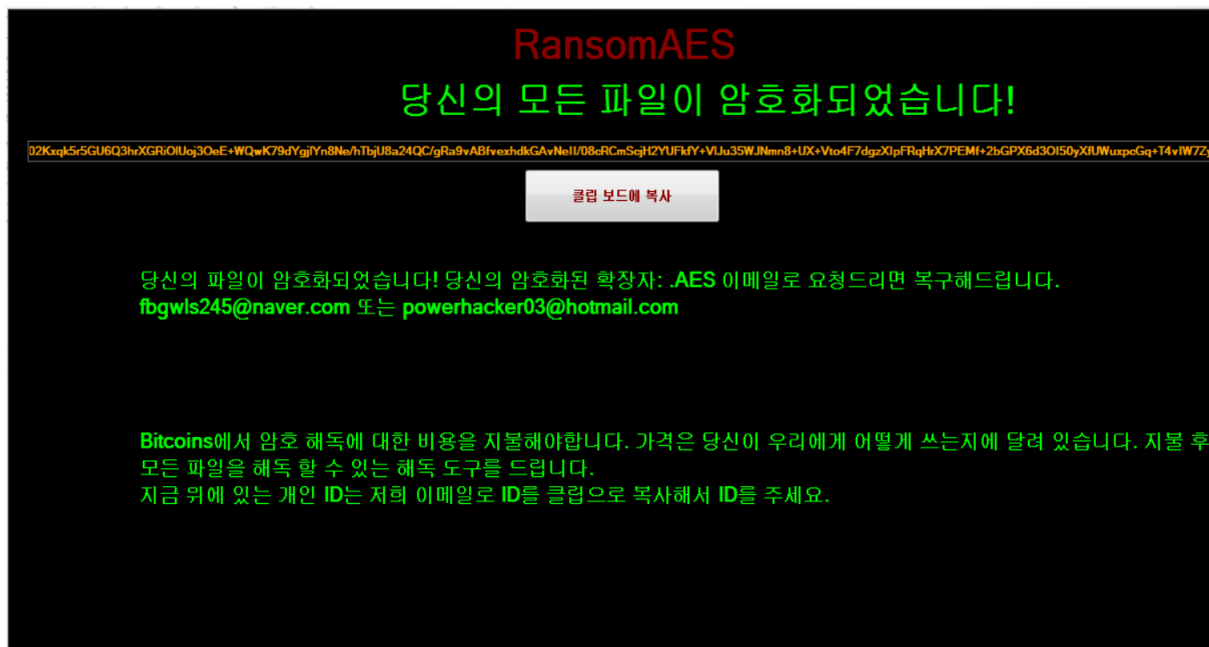 RansomAES
당신의 모든 파일이 암호화되었습니다!
클립 보드에 복사
당신의 파일이 암호화되었습니다! 당신의 암호화된 확장자: .AES 이메일로 요청드리면 복구해드립니다.
fbgwls245@naver.com 또는 powerhacker03@hotmail.com
Bitcoins에서 암호 해독에 대한 비용을 지불해야합니다. 가격은 당신이 우리에게 어떻게 쓰는지에 달려 있습니다. 지불 후
모든 파일을 해독 할 수 있는 해독 도구를 드립니다.
지금 위에 있는 개인 ID는 저희 이메일로 ID를 클립으로 복사해서 ID를 주세요.